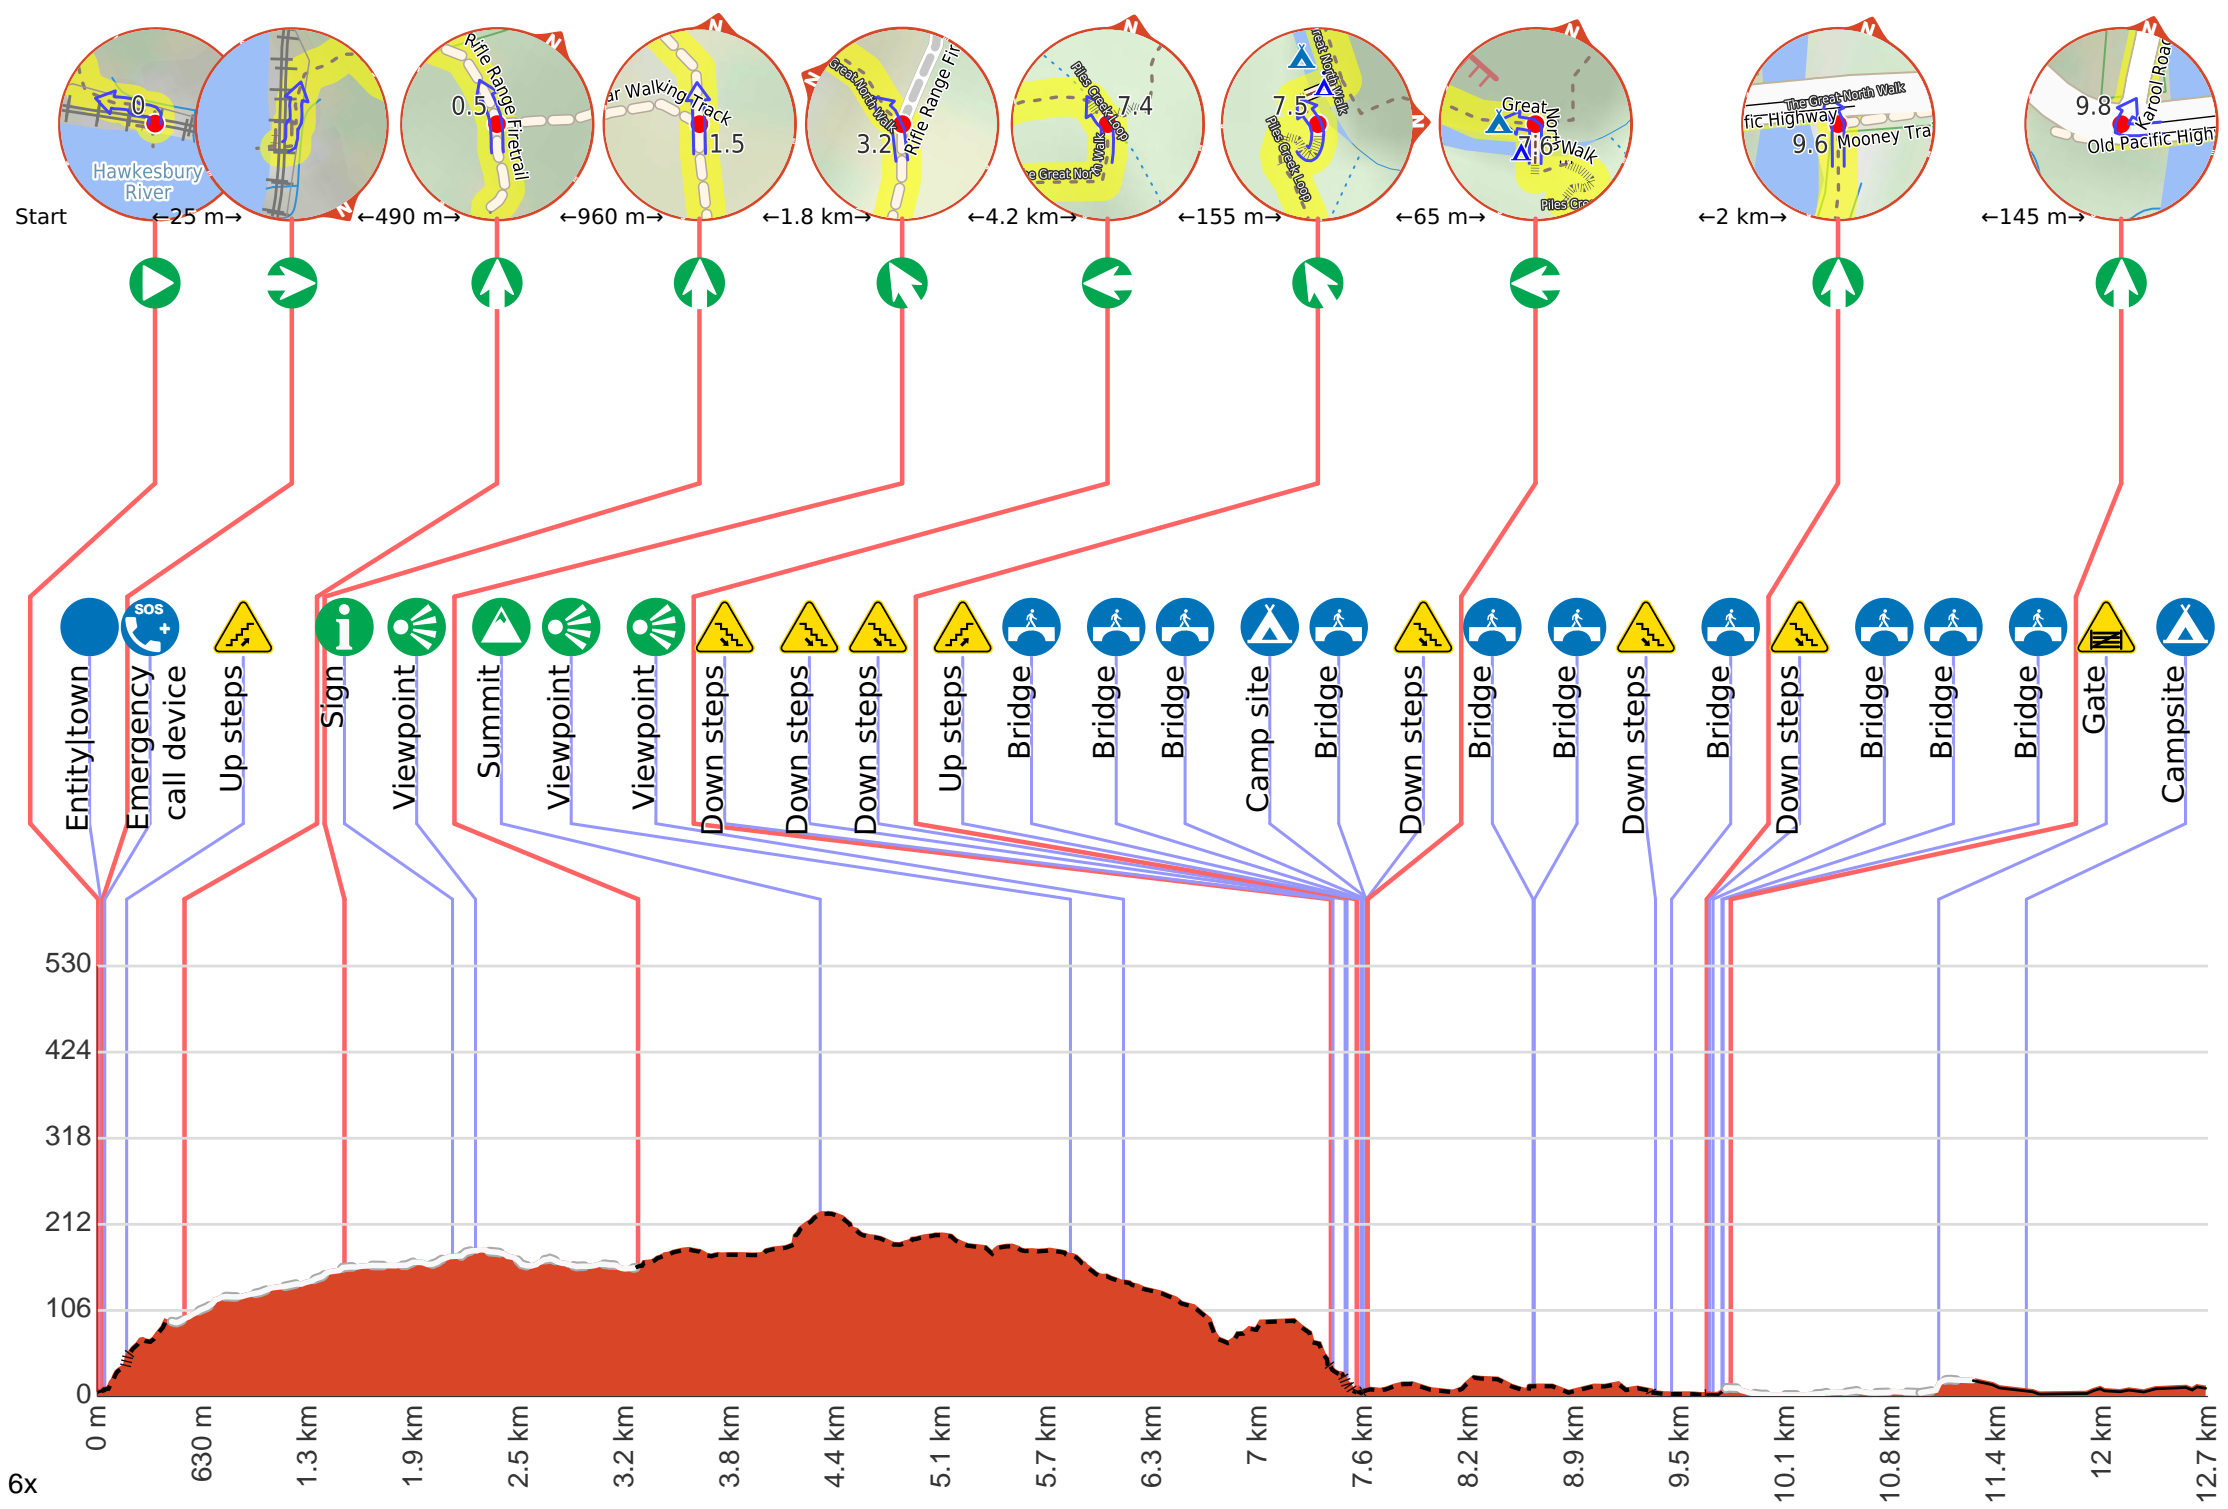 N
N
N
N
N
N
N
N
N
N
0
Hawkesbury
River
Rifle Range Firetrail
0.5
ar Walking Track
1.5
Great North Walk
Rifle Range Fir
3.2
Piles Creek Loop
7.4
e Great North Walk
reat North Walk
7.5
Piles Creek Loop
Great North Walk
7.6
Piles Cre
The Great North Walk
fic Highway
9.6
Mooney Tra
9.8
Karool Road
Old Pacific High
Start
←25 m→
←490 m→
←960 m→
←1.8 km→
←4.2 km→
←155 m→
←65 m→
←2 km→
←145 m→
SOS
Entity|town
Emergency
call device
Up steps
Sign
Viewpoint
Summit
Viewpoint
Viewpoint
Down steps
Down steps
Down steps
Up steps
Bridge
Bridge
Bridge
Camp site
Bridge
Down steps
Bridge
Bridge
Down steps
Bridge
Down steps
Bridge
Bridge
Bridge
Gate
Campsite
530
424
318
212
106
0
0 m
630 m
1.3 km
1.9 km
2.5 km
3.2 km
3.8 km
4.4 km
5.1 km
5.7 km
6.3 km
7 km
7.6 km
8.2 km
8.9 km
9.5 km
10.1 km
10.8 km
11.4 km
12 km
12.7 km
6x